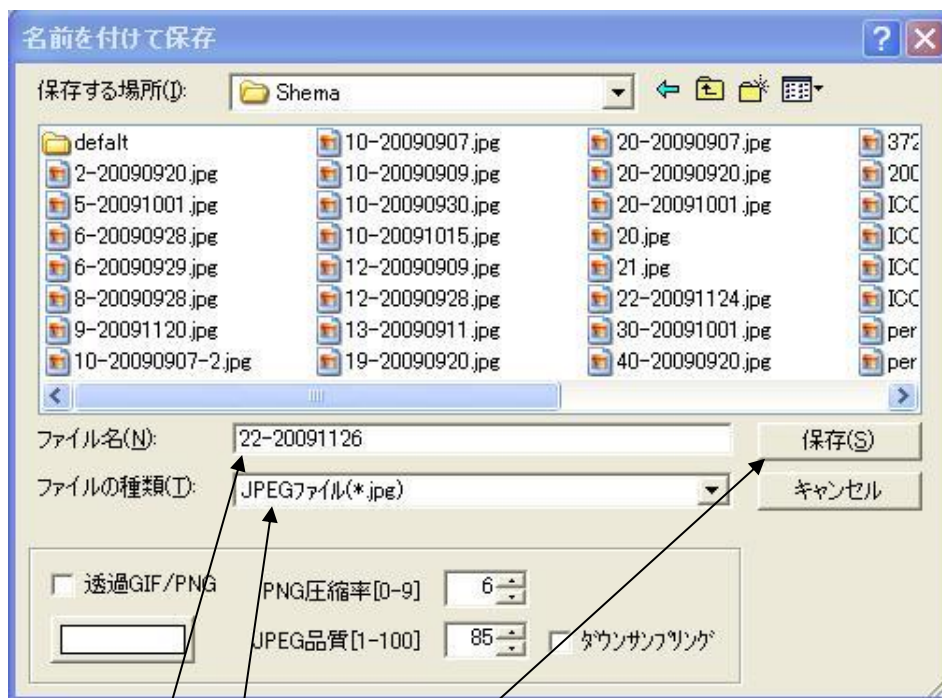 名前を付けて保存
保存する場所(I):
Shema
defalt
2-20090920.jpg
5-20091001.jpg
6-20090928.jpg
6-20090929.jpg
8-20090928.jpg
9-20091120.jpg
10-20090907-2.jpg
10-20090907.jpg
10-20090909.jpg
10-20090930.jpg
10-20091015.jpg
12-20090909.jpg
12-20090928.jpg
13-20090911.jpg
19-20090920.jpg
20-20090907.jpg
20-20090920.jpg
20-20091001.jpg
20.jpg
21.jpg
22-20091124.jpg
30-20091001.jpg
40-20090920.jpg
372
200
ICC
ICC
ICC
ICC
per
per
ファイル名(N):
22-20091126
保存(S)
ファイルの種類(T):
JPEGファイル(*.jpg)
キャンセル
透過GIF/PNG
PNG圧縮率[0-9]
6
JPEG品質[1-100]
85
ダウンサンプリング